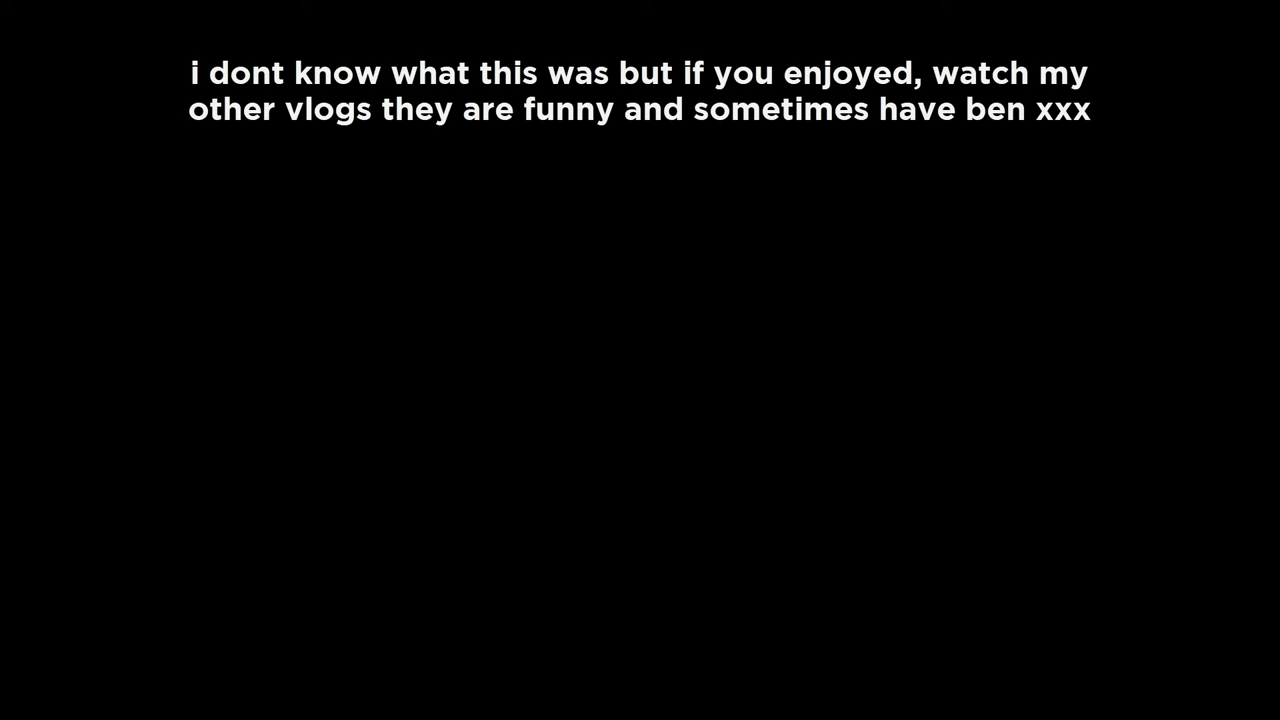 i dont know what this was but if you enjoyed, watch my
other vlogs they are funny and sometimes have ben xxx